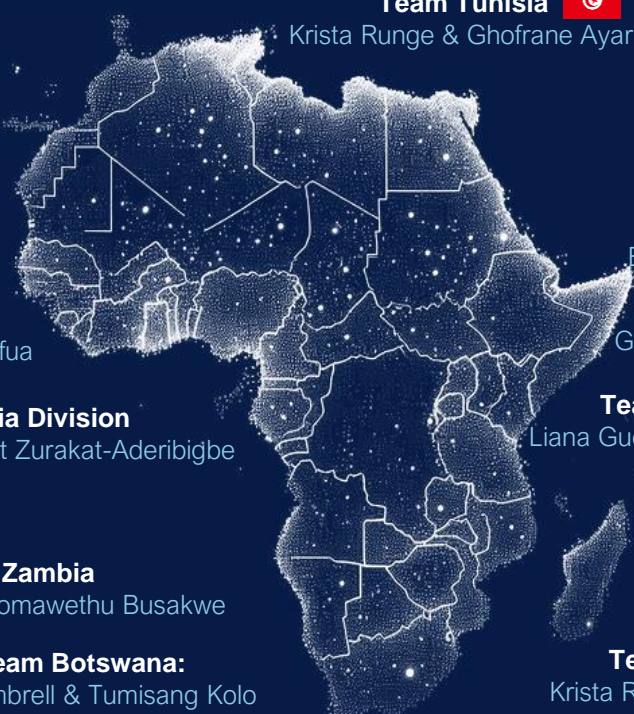 Team Tunisia
Krista Runge & Ghofrane Ayar
fua
ia Division
t Zurakat-Aderibigbe
Zambia
omawethu Busakwe
eam Botswana:
nbrell & Tumisang Kolo
G
Tea
Liana Gu
Te
Krista R